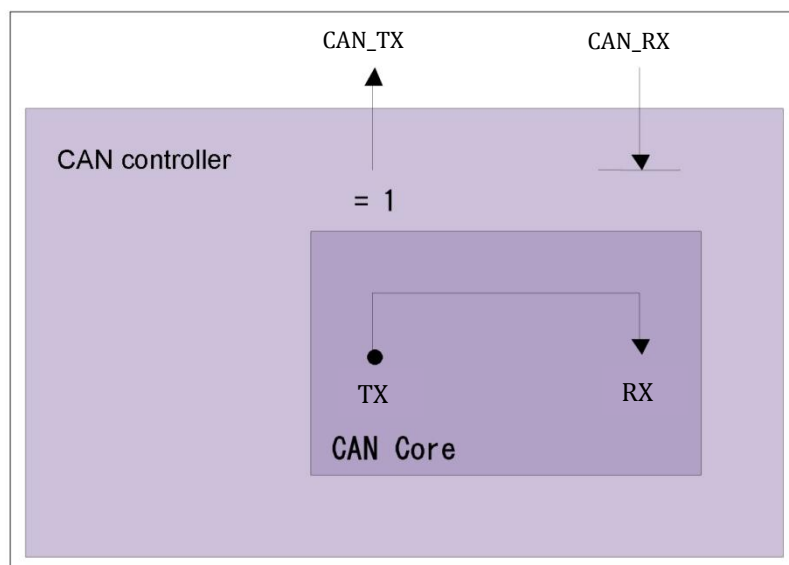 CAN_TX CAN_RX
CAN controller
= 1
TX RX
CAN Core